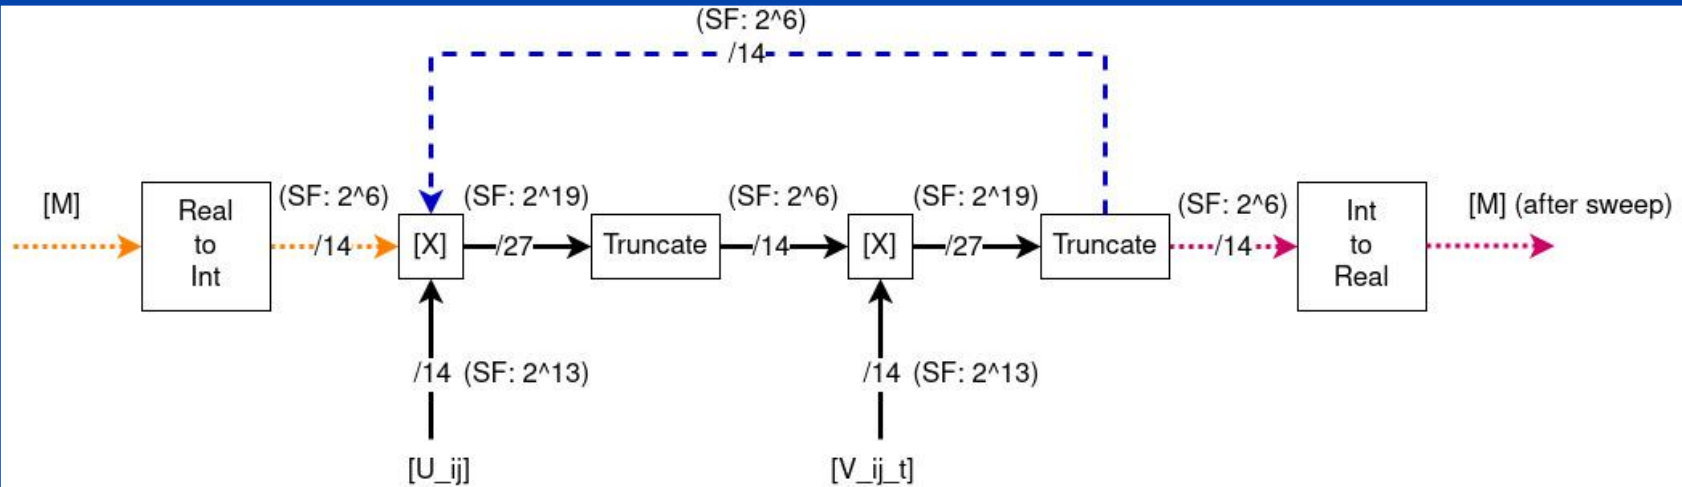 (SF: 2^6)
/14
[M]
Real
to
Int
(SF: 2^6)
/14
[X]
(SF: 2^19)
/27
Truncate
(SF: 2^6)
/14
[X]
(SF: 2^19)
/27
Truncate
(SF: 2^6)
/14
Int
to
Real
[M] (after sweep)
/14 (SF: 2^13)
/14 (SF: 2^13)
[U_ij]
[V_ij_t]